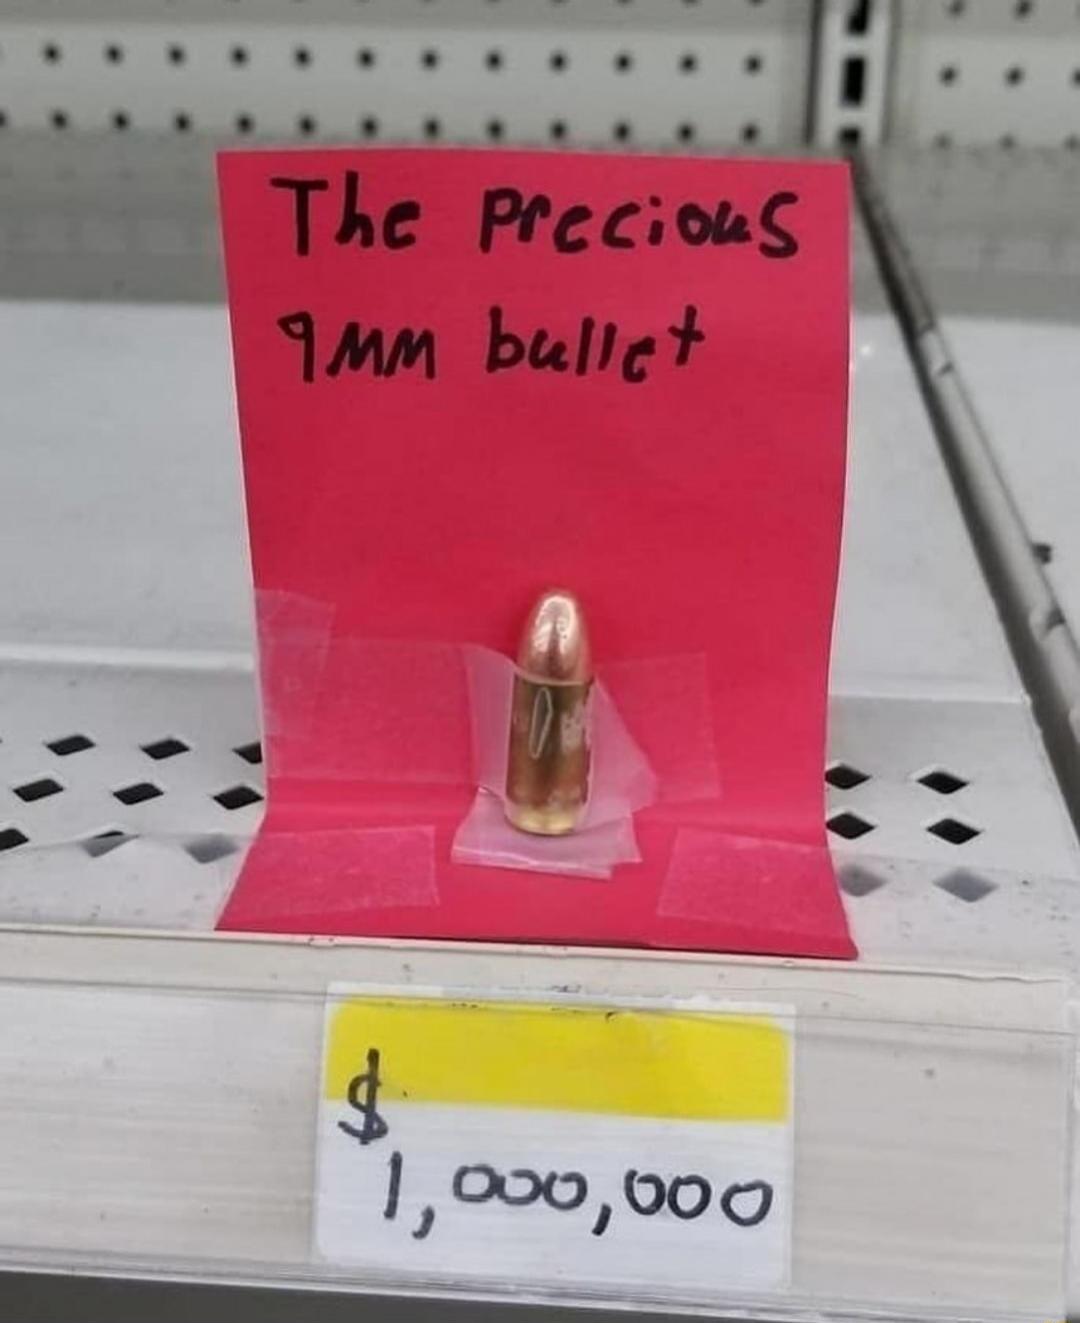 The precious
9mm bullet
$
1,000,000